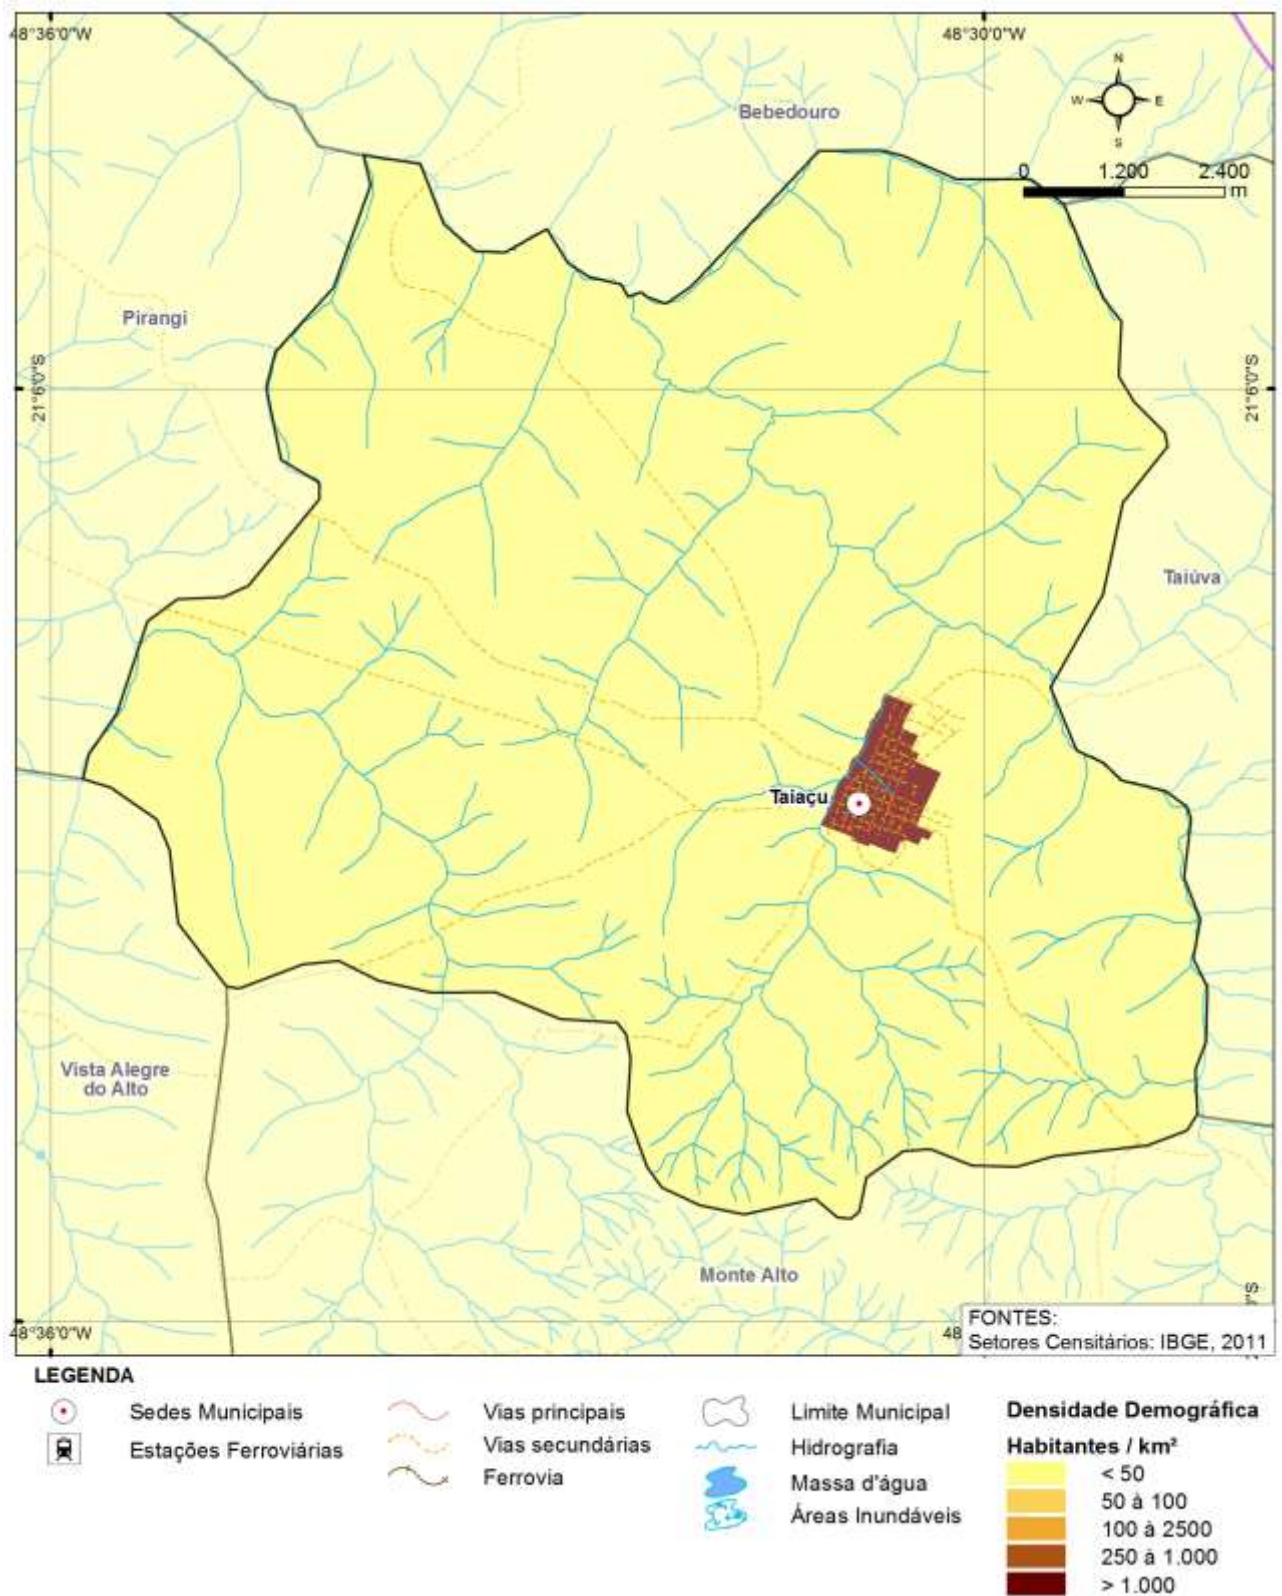 48°36'0"W
48°30'0"W
N
W
E
S
Bebedouro
0
1.200
2.400
m
Pirangi
21°6'0"S
21°6'0"S
Taiúva
Taiaçu
Vista Alegre
do Alto
Monte Alto
48°36'0"W
48
0"S
FONTES:
Setores Censitários: IBGE, 2011
LEGENDA
Sedes Municipais
Estações Ferroviárias
Vias principais
Vias secundárias
Ferrovia
Limite Municipal
Hidrografia
Massa d'água
Áreas Inundáveis
Densidade Demográfica
Habitantes / km²
< 50
50 à 100
100 à 2500
250 à 1.000
> 1.000